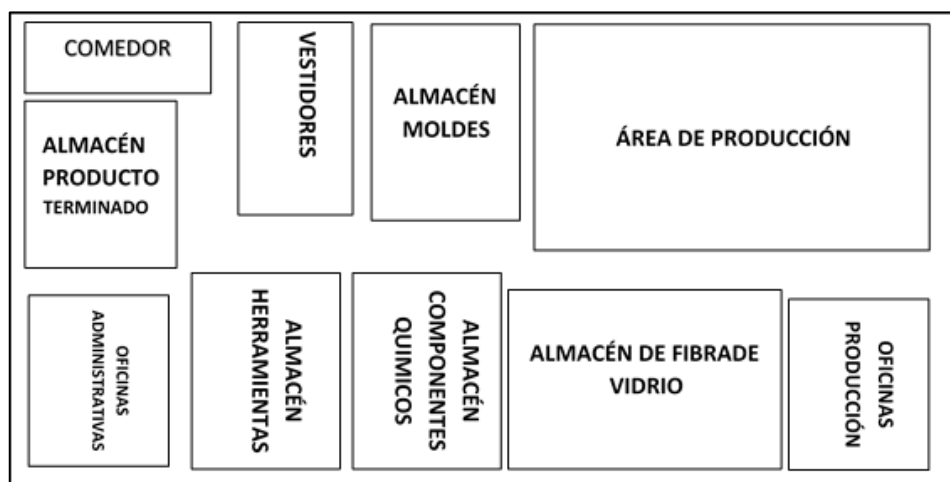 COMEDOR
VESTIDORES
ALMACÉN
MOLDES
ÁREA DE PRODUCCIÓN
ALMACÉN
PRODUCTO
TERMINADO
OFICINAS
ADMINISTRATIVAS
ALMACÉN
HERRAMIENTAS
ALMACÉN
COMPONENTES
QUIMICOS
ALMACÉN DE FIBRADE
VIDRIO
OFICINAS
PRODUCCIÓN